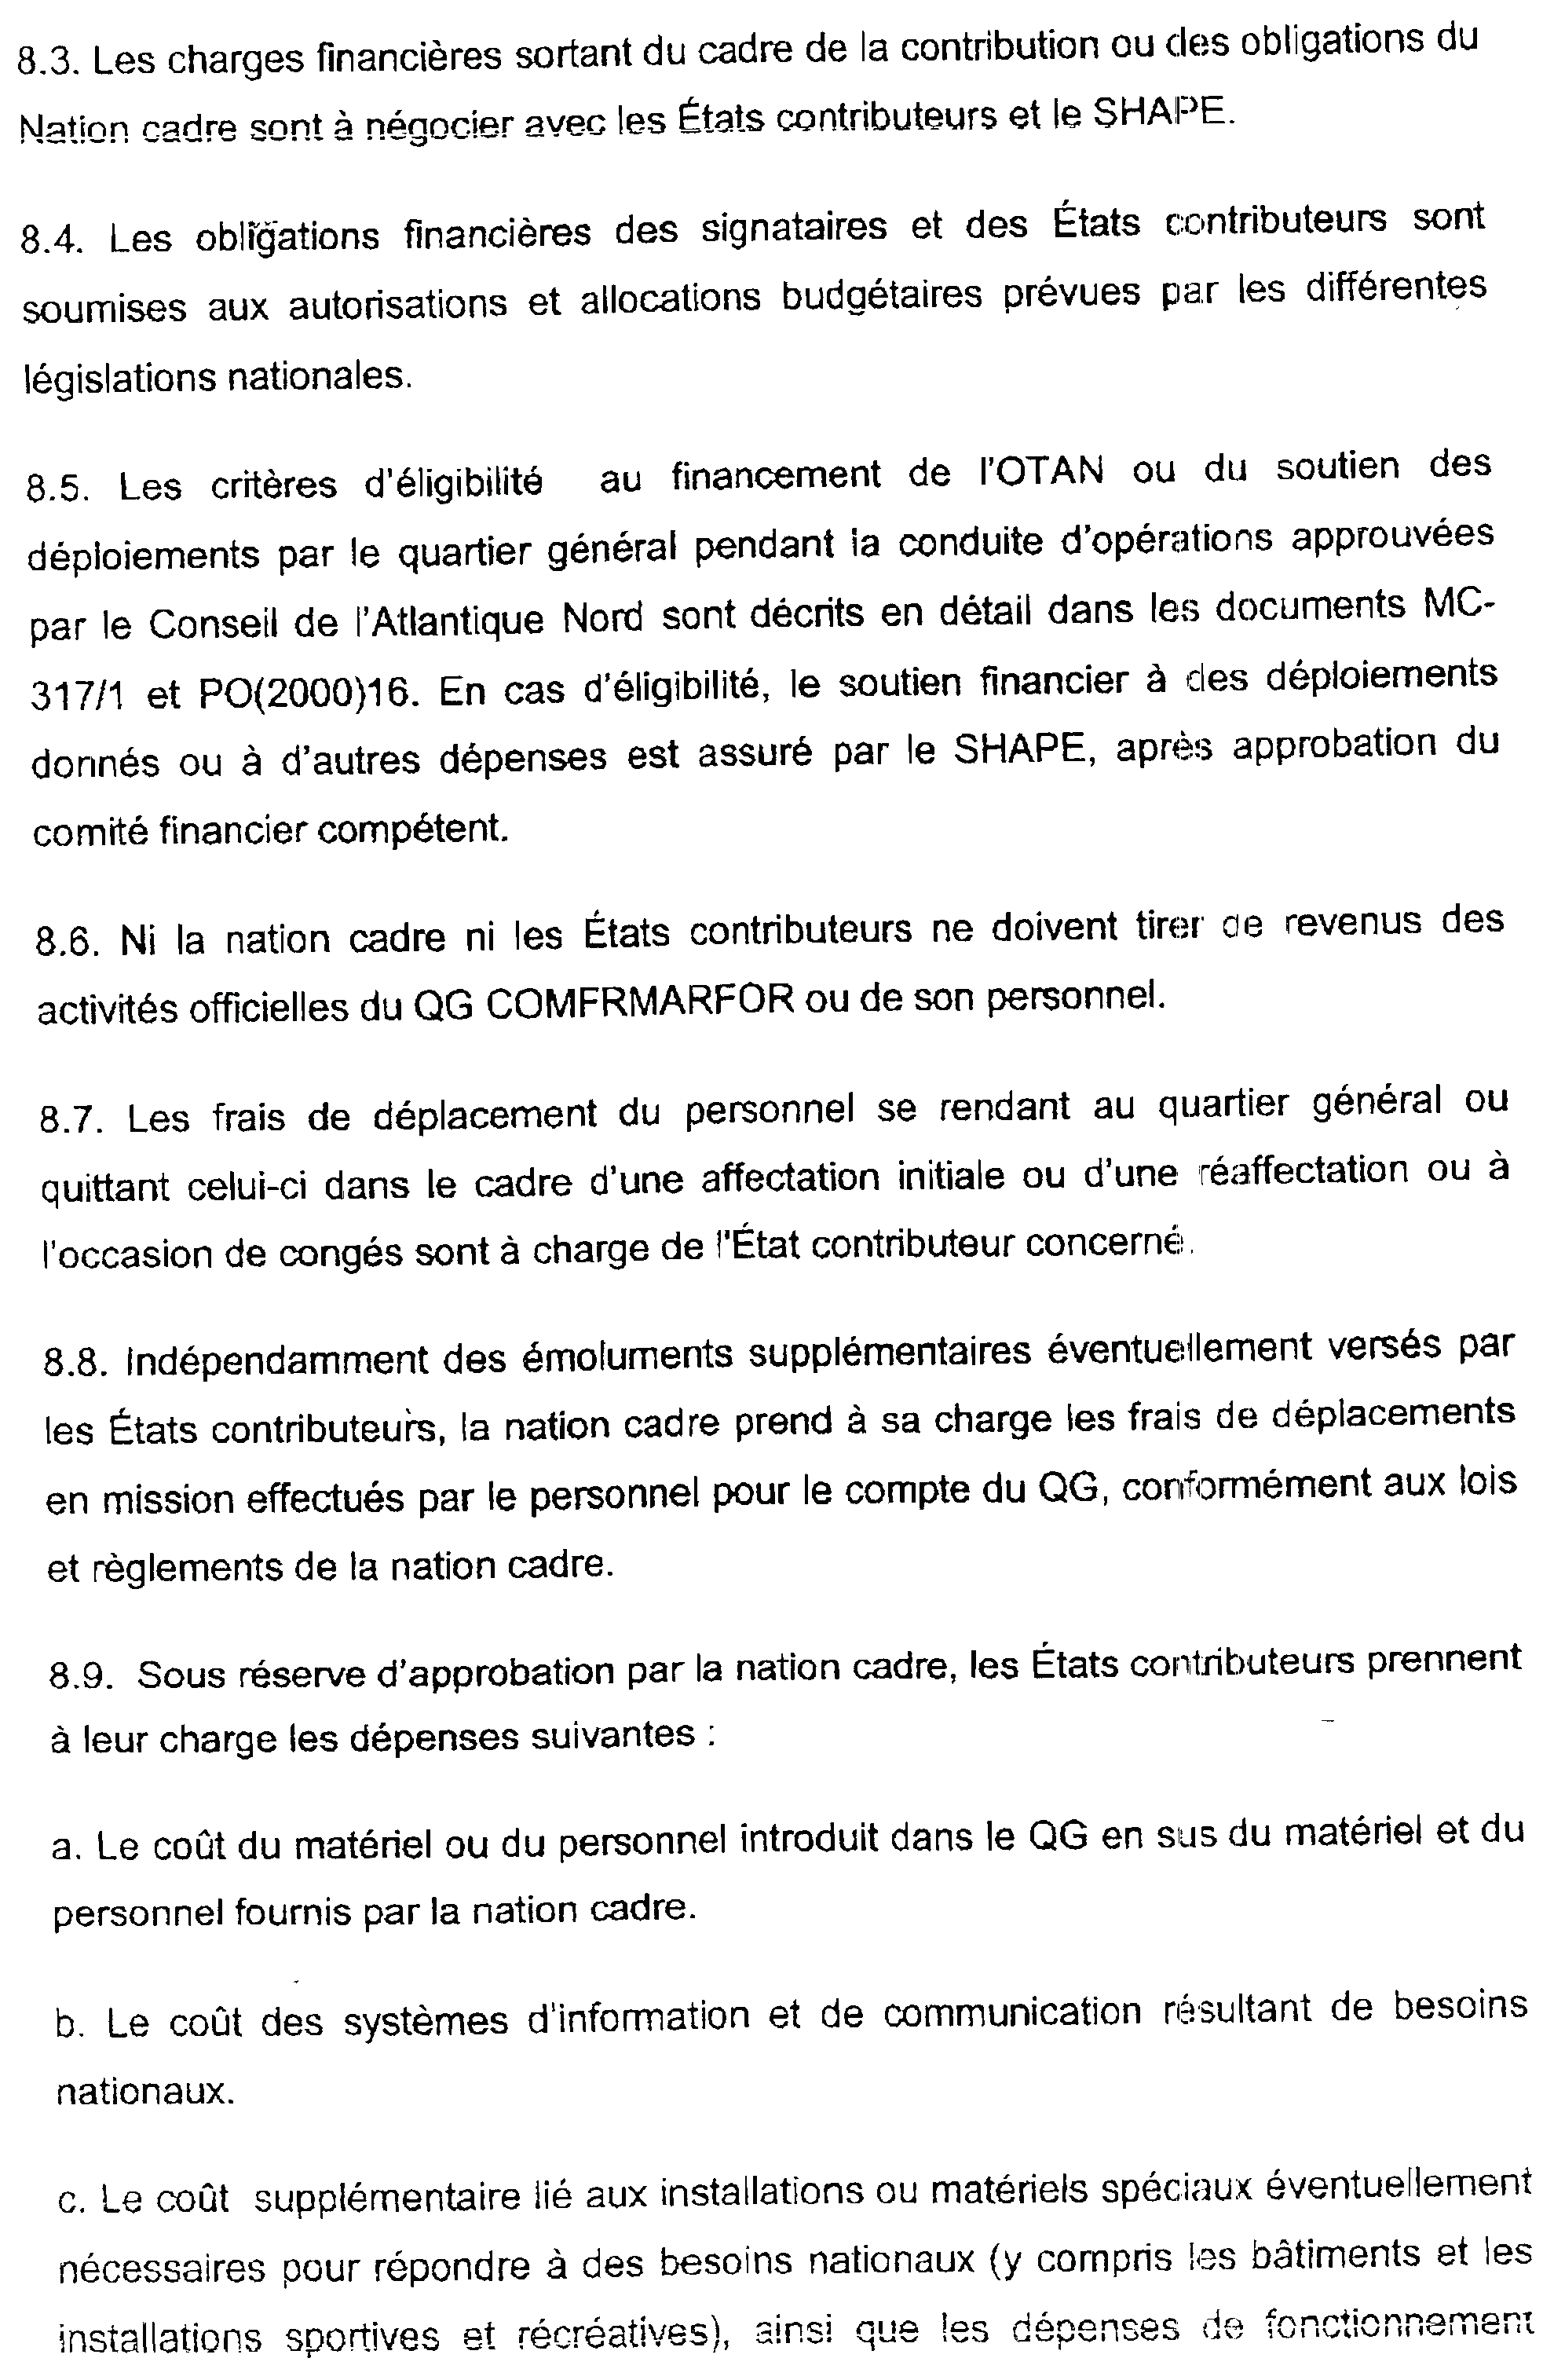 8.3. Les charges financières sortant du cadre de la contribution ou des obligations du
Nation cadre sont à négocier avec les États contributeurs et le SHAPE.
8.4. Les obligations financières des signataires et des États contributeurs sont
soumises aux autorisations et allocations budgétaires prévues par les différentes
législations nationales.
8.5. Les critères d'éligibilité au financement de l'OTAN ou du soutien des
déploiements par le quartier général pendant la conduite d'opérations approuvées
par le Conseil de l'Atlantique Nord sont décrits en détail dans les documents MC-
317/1 et PO(2000)16. En cas d'éligibilité, le soutien financier à des déploiements
donnés ou à d'autres dépenses est assuré par le SHAPE, après approbation du
comité financier compétent.
8.6. Ni la nation cadre ni les États contributeurs ne doivent tirer de revenus des
activités officielles du QG COMFRMARFOR ou de son personnel.
8.7. Les frais de déplacement du personnel se rendant au quartier général ou
quittant celui-ci dans le cadre d'une affectation initiale ou d'une réaffectation ou à
l'occasion de congés sont à charge de l'État contributeur concerné.
8.8. Indépendamment des émoluments supplémentaires éventuellement versés par
les États contributeurs, la nation cadre prend à sa charge les frais de déplacements
en mission effectués par le personnel pour le compte du QG, conformément aux lois
et règlements de la nation cadre.
8.9. Sous réserve d'approbation par la nation cadre, les États contributeurs prennent
à leur charge les dépenses suivantes :
a. Le coût du matériel ou du personnel introduit dans le QG en sus du matériel et du
personnel fournis par la nation cadre.
b. Le coût des systèmes d'information et de communication résultant de besoins
nationaux.
c. Le coût supplémentaire lié aux installations ou matériels spéciaux éventuellement
nécessaires pour répondre à des besoins nationaux (y compris les bâtiments et les
installations sportives et récréatives), ainsi que les dépenses de fonctionnement